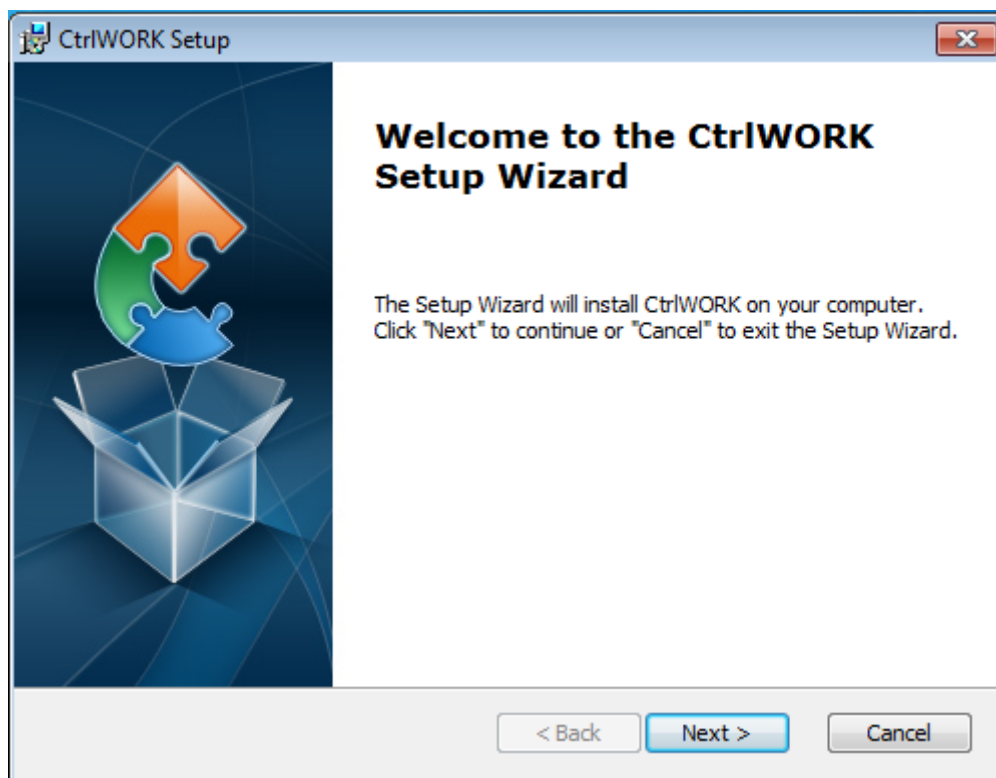 CtrlWORK Setup
Welcome to the CtrlWORK
Setup Wizard
The Setup Wizard will install CtrlWORK on your computer.
Click "Next" to continue or "Cancel" to exit the Setup Wizard.
< Back
Next >
Cancel